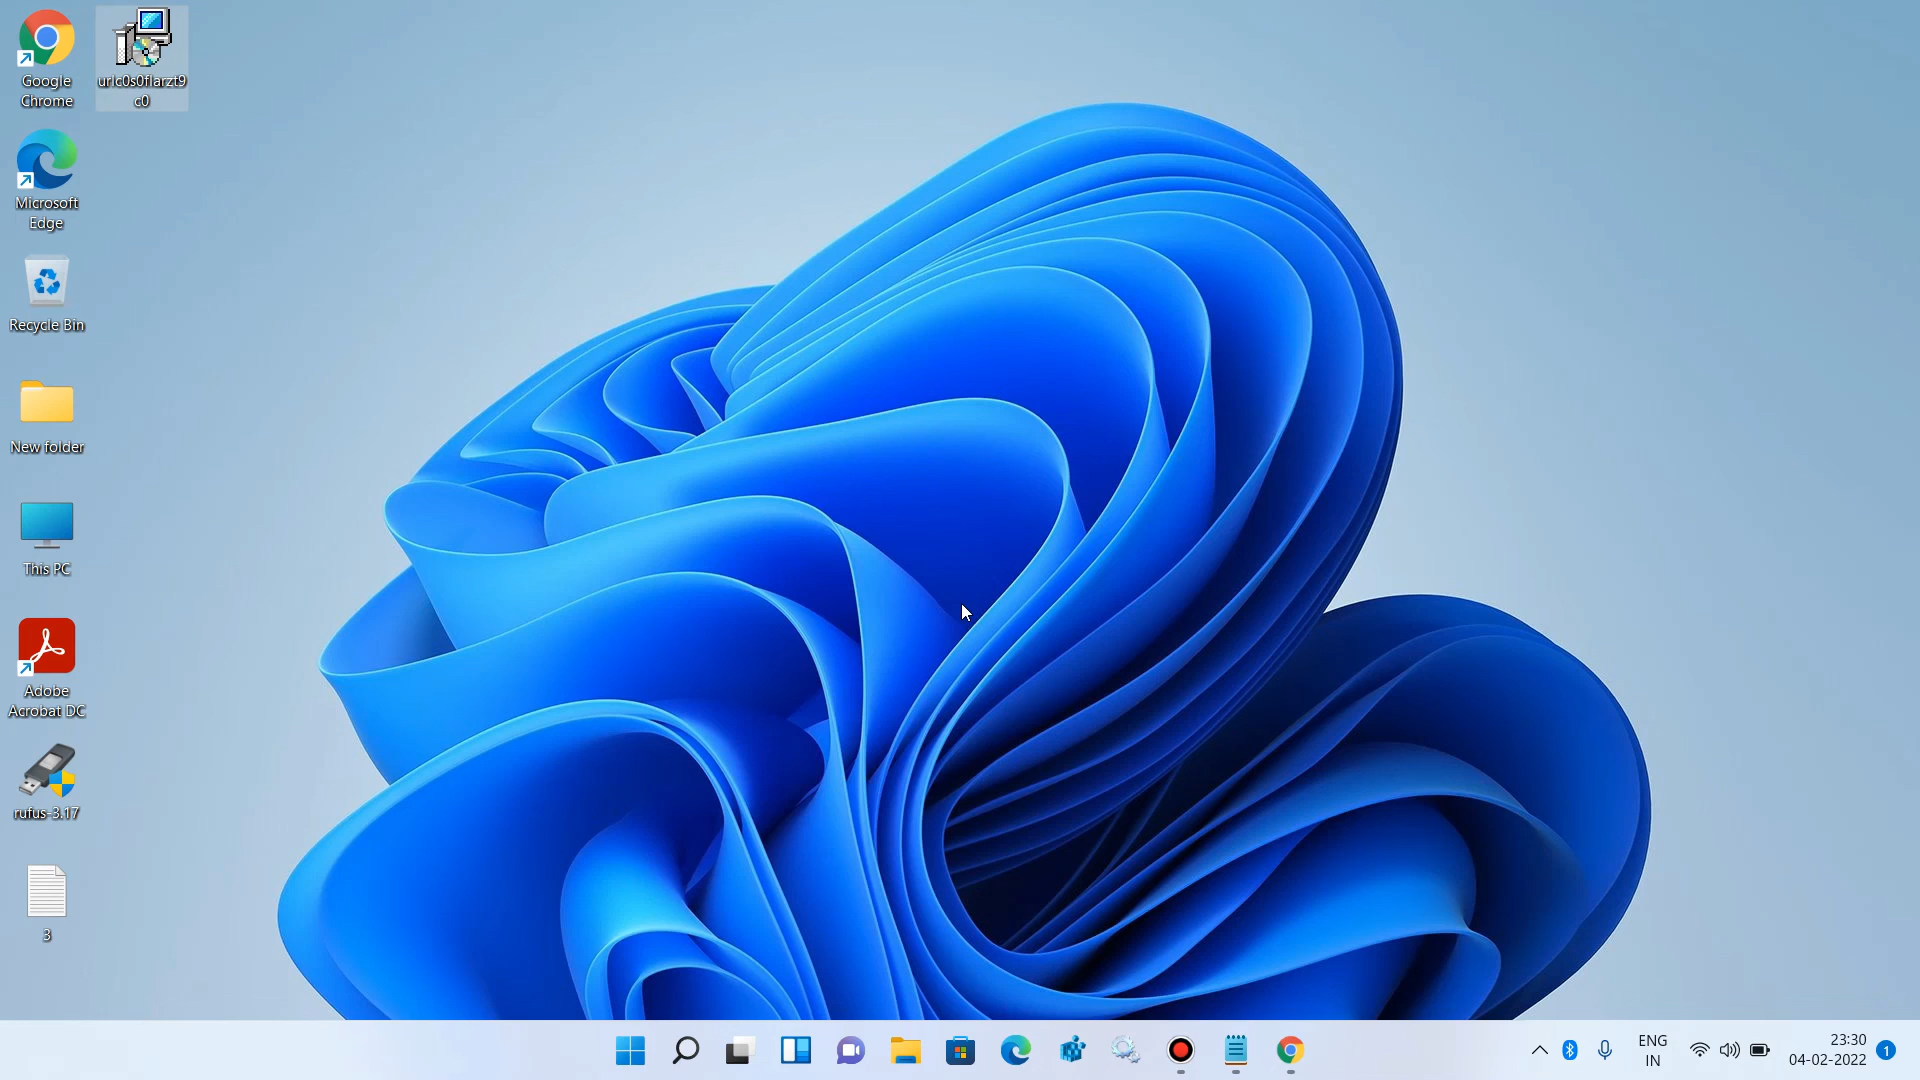 Google
Chrome
urlc0s0flarzt9
c0
Microsoft
Edge
Recycle Bin
New folder
This PC
Adobe
Acrobat DC
rufus-3.17
3
ENG
IN
23:30
04-02-2022
1